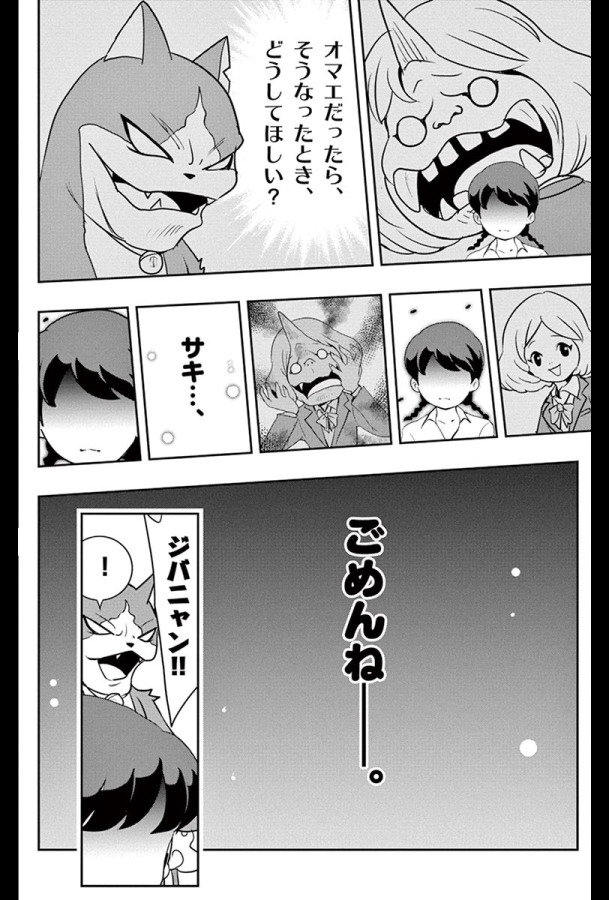 オマエだったら、
そうなったとき、
どうしてほしい？
サキ…、
ごめんね――。
ジバニャン!!
！